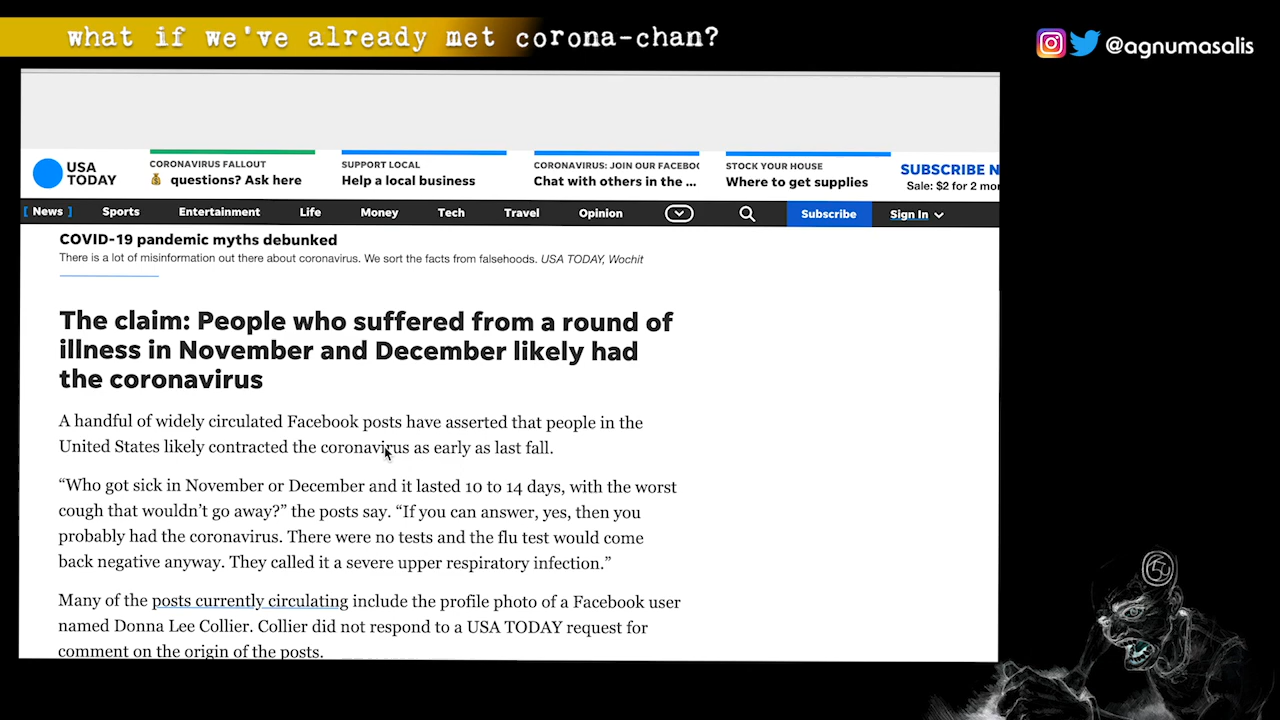 what if we've already met corona-chan?
@agnumasalis
USA
TODAY
CORONAVIRUS FALLOUT
questions? Ask here
SUPPORT LOCAL
Help a local business
CORONAVIRUS: JOIN OUR FACEBO
Chat with others in the ...
STOCK YOUR HOUSE
Where to get supplies
SUBSCRIBE N
Sale: $2 for 2 mo
[ News ] Sports Entertainment Life Money Tech Travel Opinion Subscribe Sign In
COVID-19 pandemic myths debunked
There is a lot of misinformation out there about coronavirus. We sort the facts from falsehoods. USA TODAY, Wochit
The claim: People who suffered from a round of
illness in November and December likely had
the coronavirus
A handful of widely circulated Facebook posts have asserted that people in the
United States likely contracted the coronavirus as early as last fall.
“Who got sick in November or December and it lasted 10 to 14 days, with the worst
cough that wouldn’t go away?” the posts say. “If you can answer, yes, then you
probably had the coronavirus. There were no tests and the flu test would come
back negative anyway. They called it a severe upper respiratory infection.”
Many of the posts currently circulating include the profile photo of a Facebook user
named Donna Lee Collier. Collier did not respond to a USA TODAY request for
comment on the origin of the posts.